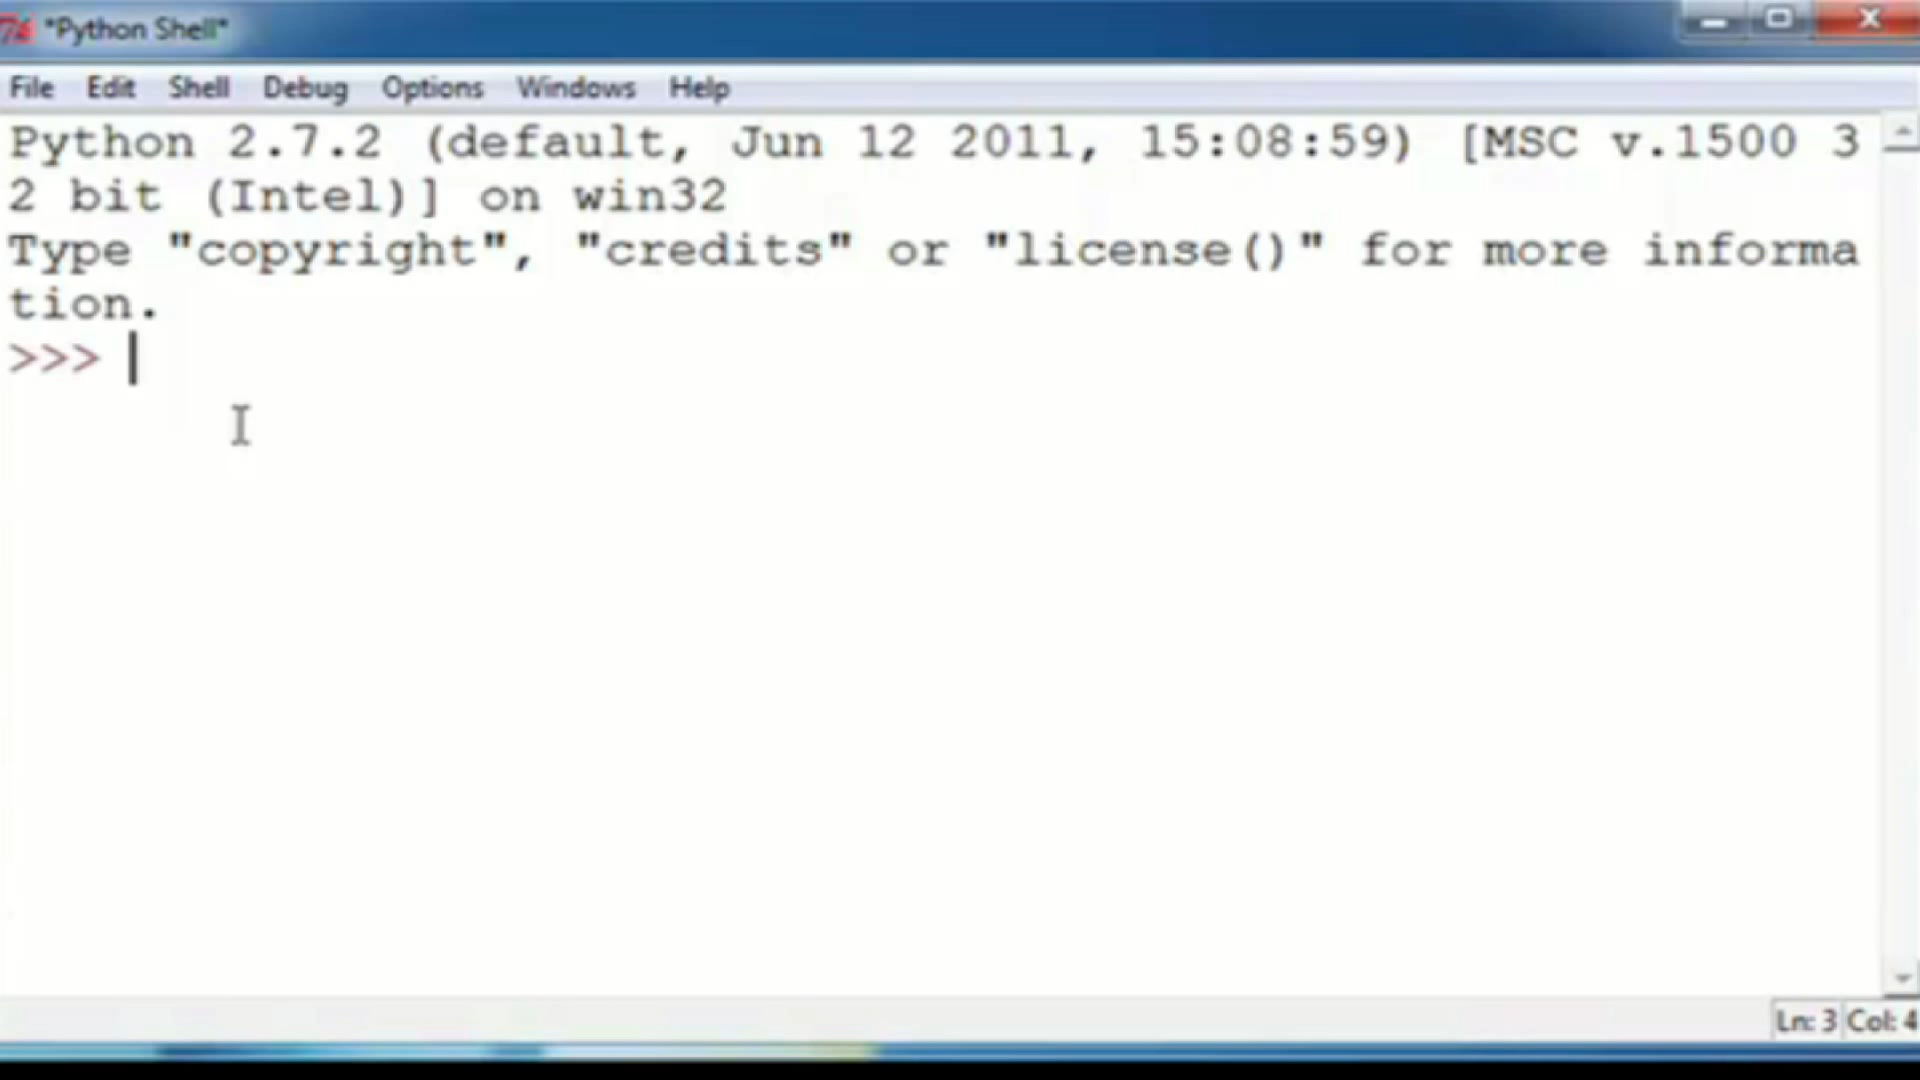 *Python Shell*
File Edit Shell Debug Options Windows Help
Python 2.7.2 (default, Jun 12 2011, 15:08:59) [MSC v.1500 3
2 bit (Intel)] on win32
Type "copyright", "credits" or "license()" for more informa
tion.
>>>
Ln: 3 Col: 4